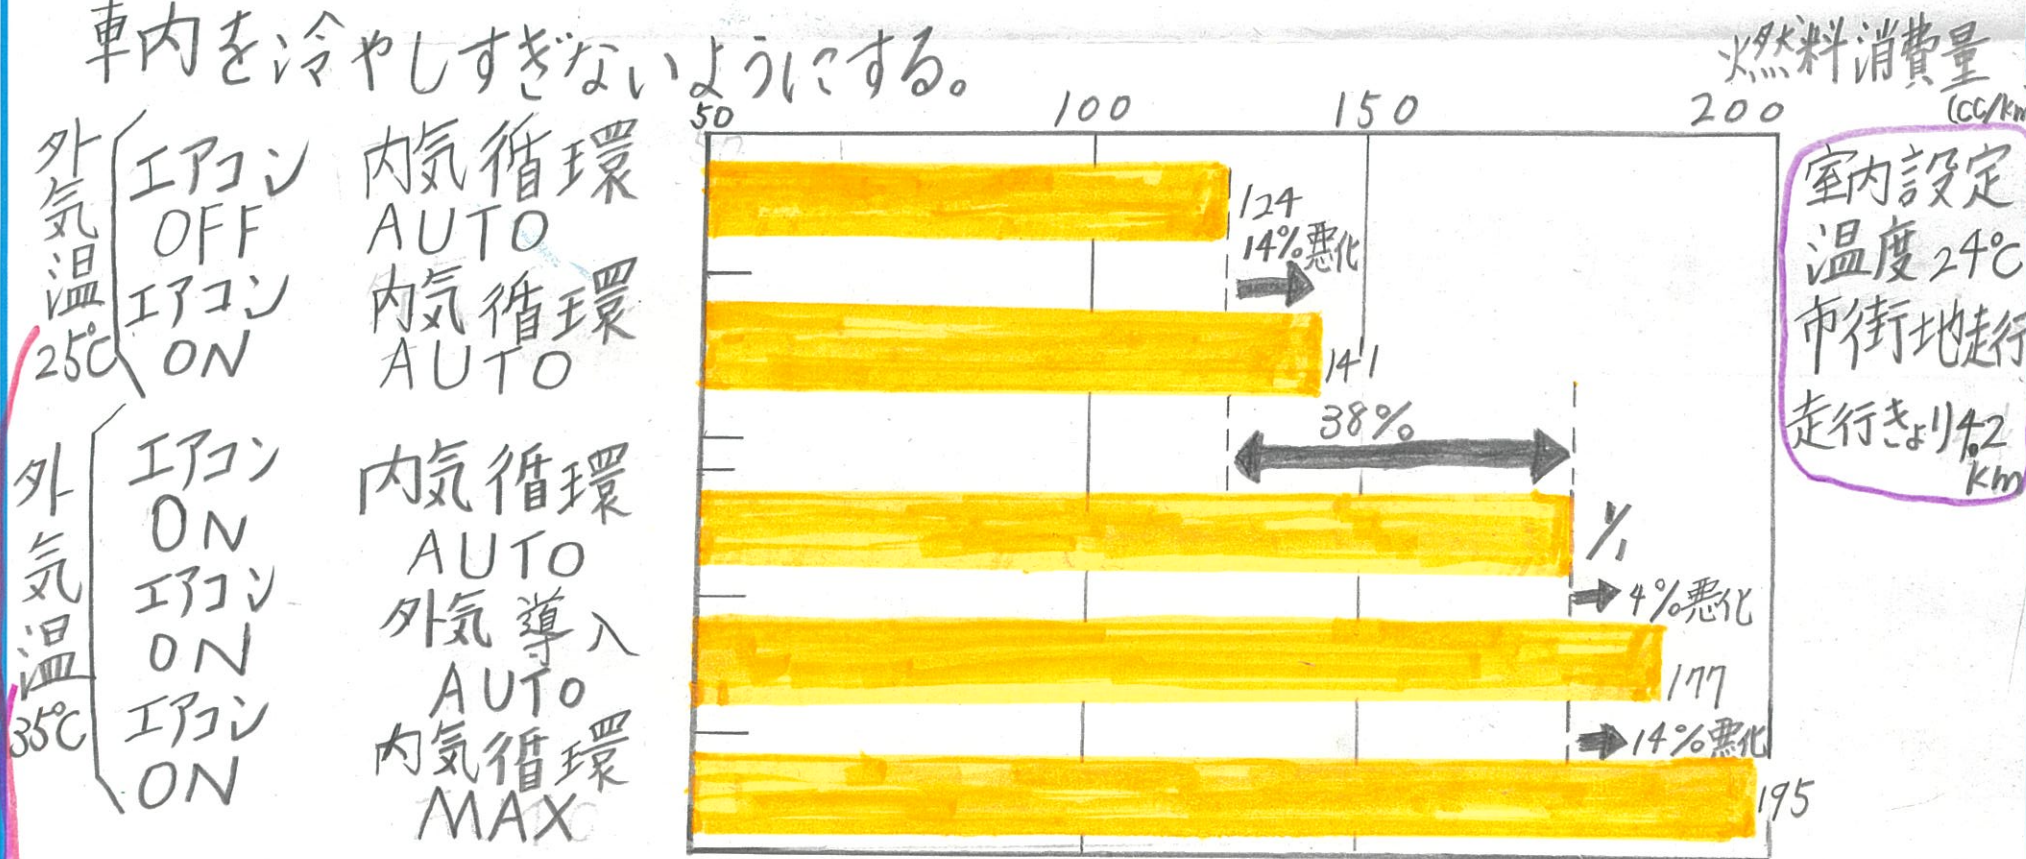 車内を冷やしすぎないようにする。
燃料消費量
(cc/km)
50 100 150 200
外気温25℃
エアコン OFF
内気循環 AUTO
124
14%悪化
エアコン ON
内気循環 AUTO
141
38%
外気温35℃
エアコン ON
内気循環 AUTO
4%悪化
エアコン ON
外気導入 AUTO
177
14%悪化
エアコン ON
内気循環 MAX
195
室内設定
温度24℃
市街地走行
走行きょり4.2
km